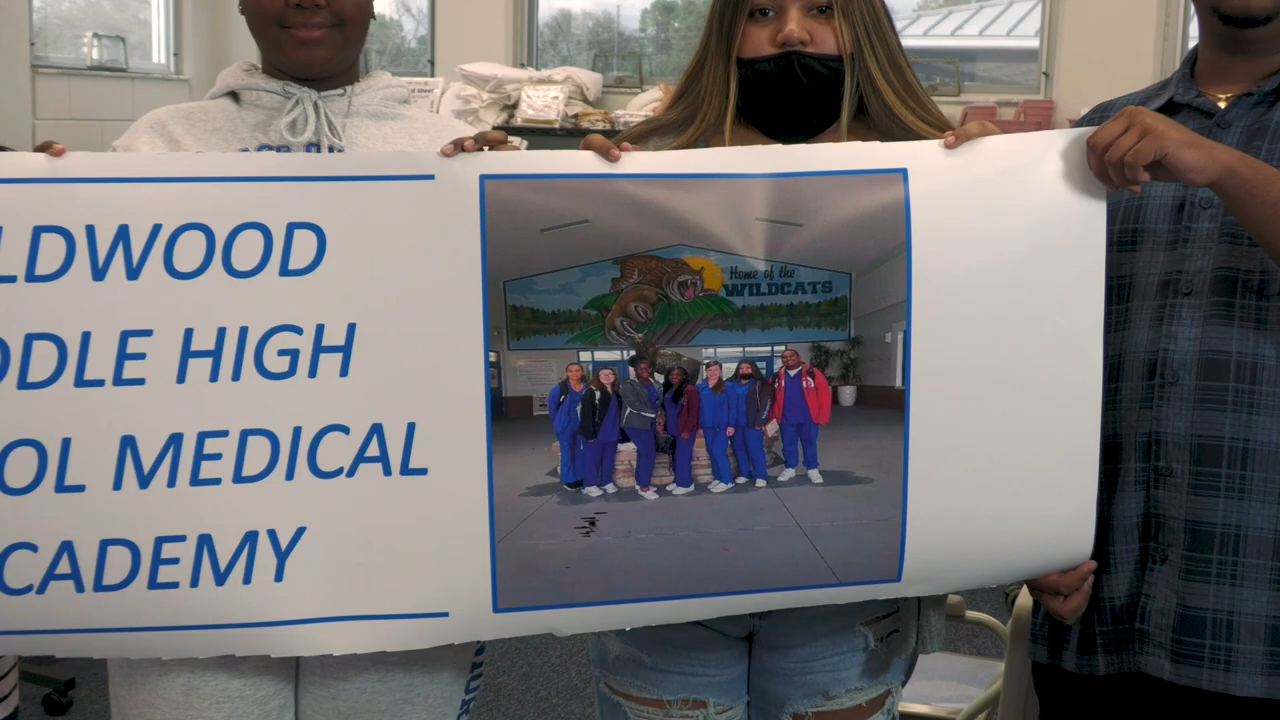 LDWOOD
DDLE HIGH
OOL MEDICAL
CADEMY
Home of the
WILDCATS